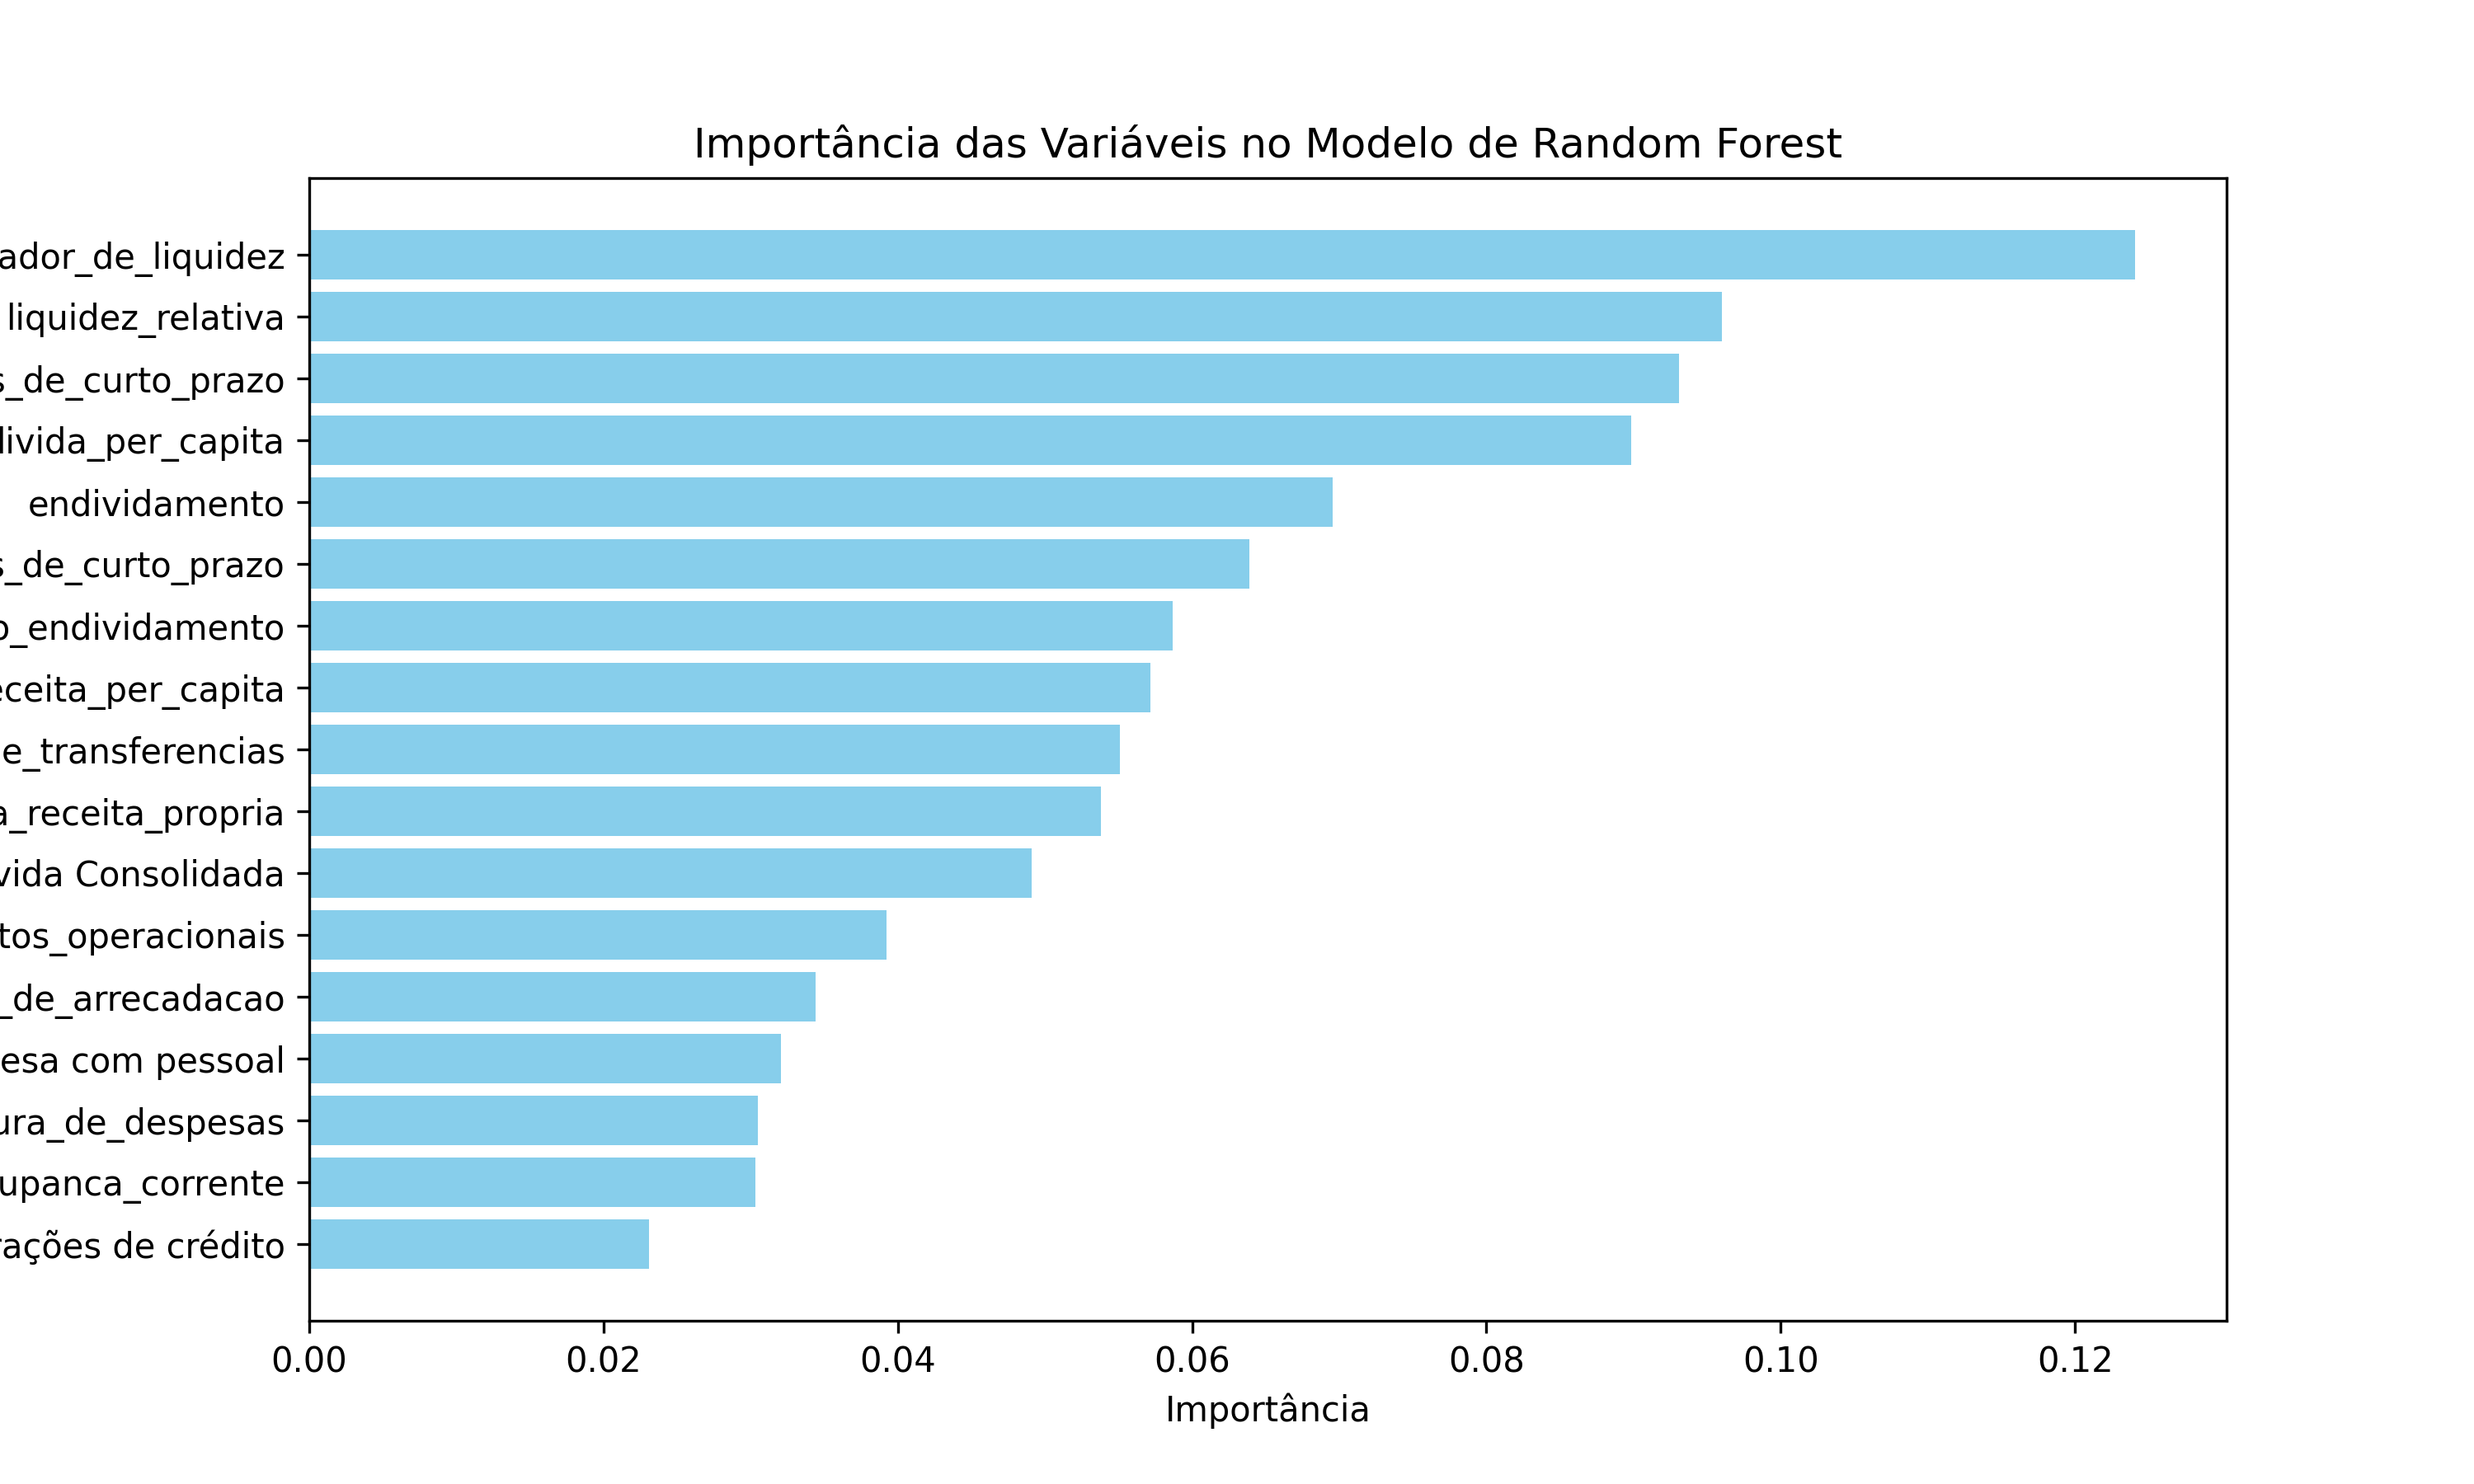 Importância das Variáveis no Modelo de Random Forest
ador_de_liquidez
liquidez_relativa
s_de_curto_prazo
ivida_per_capita
endividamento
s_de_curto_prazo
o_endividamento
eceita_per_capita
e_transferencias
a_receita_propria
vida Consolidada
tos_operacionais
_de_arrecadacao
esa com pessoal
ura_de_despesas
upanca_corrente
rações de crédito
0.00 0.02 0.04 0.06 0.08 0.10 0.12
Importância